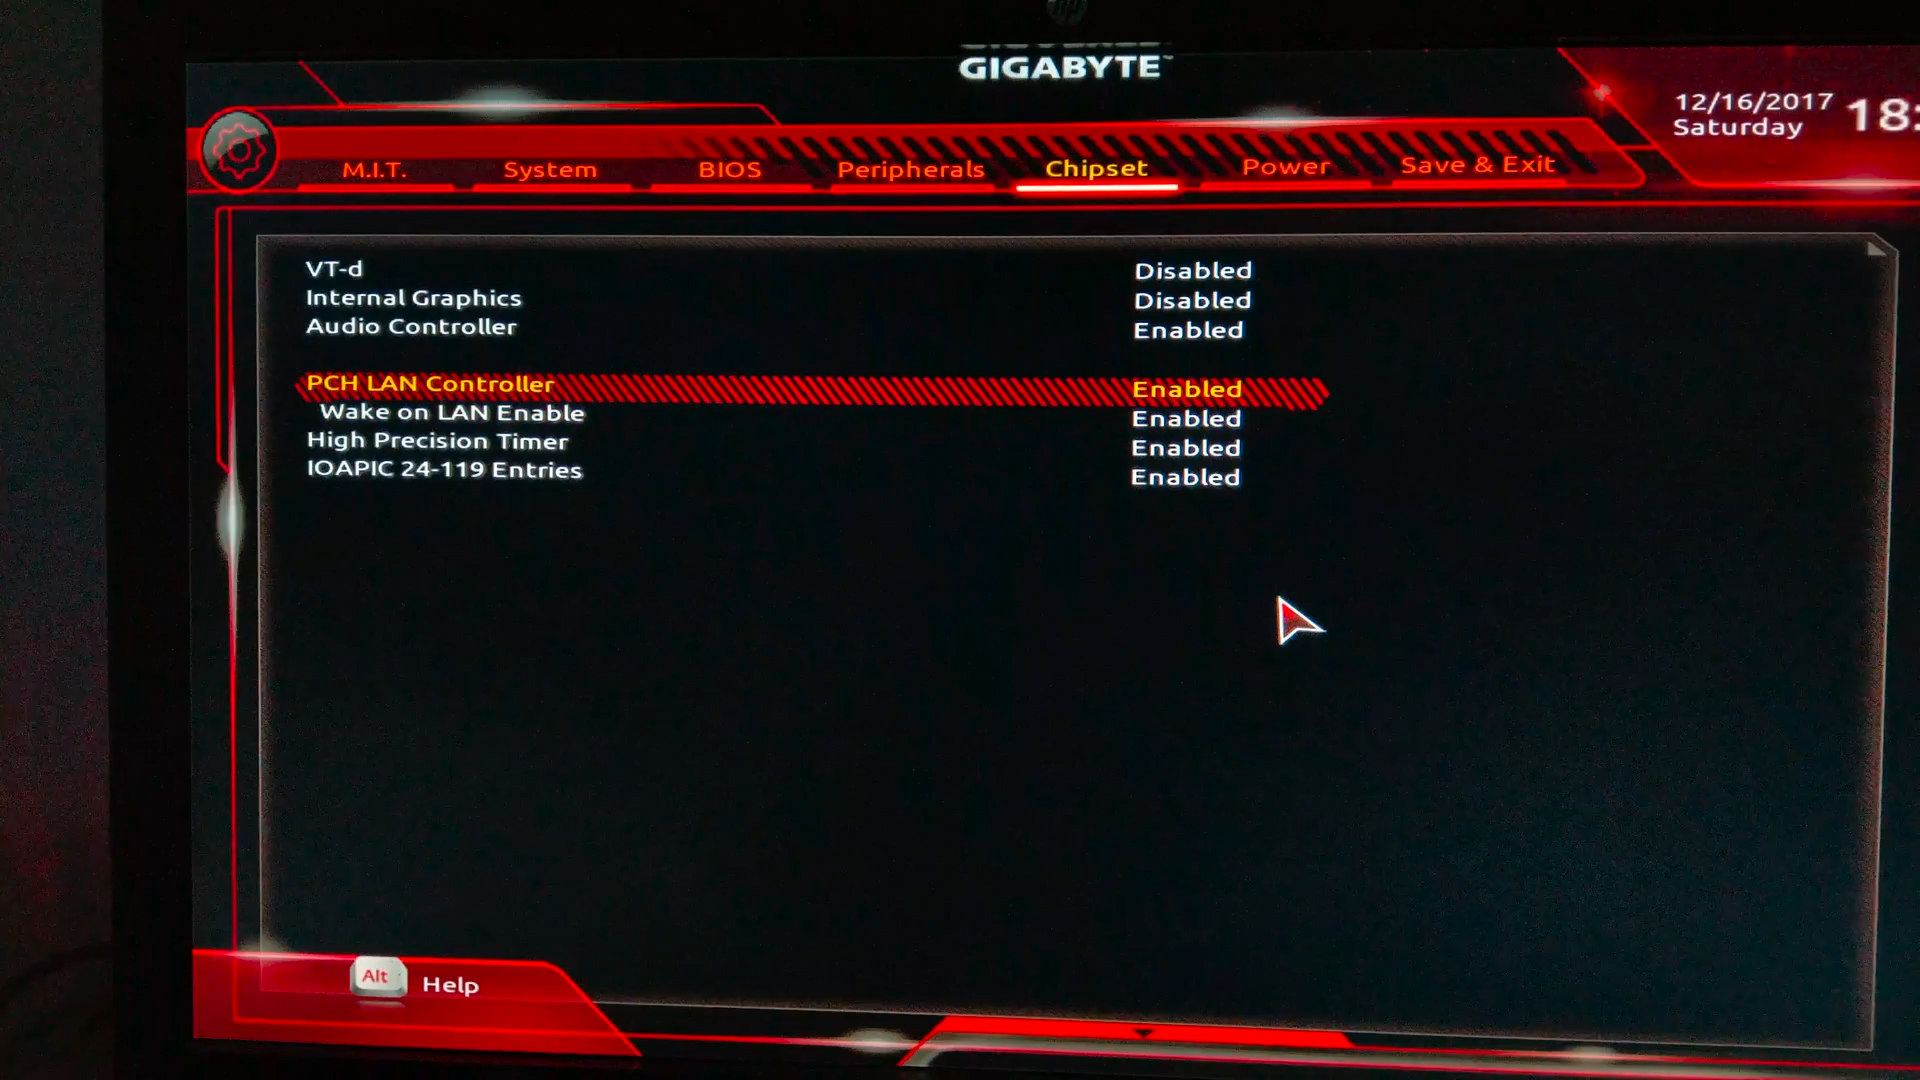 GIGABYTE™
12/16/2017
Saturday
18:
M.I.T. System BIOS Peripherals Chipset Power Save & Exit
VT-d Disabled
Internal Graphics Disabled
Audio Controller Enabled
PCH LAN Controller Enabled
Wake on LAN Enable Enabled
High Precision Timer Enabled
IOAPIC 24-119 Entries Enabled
Alt Help